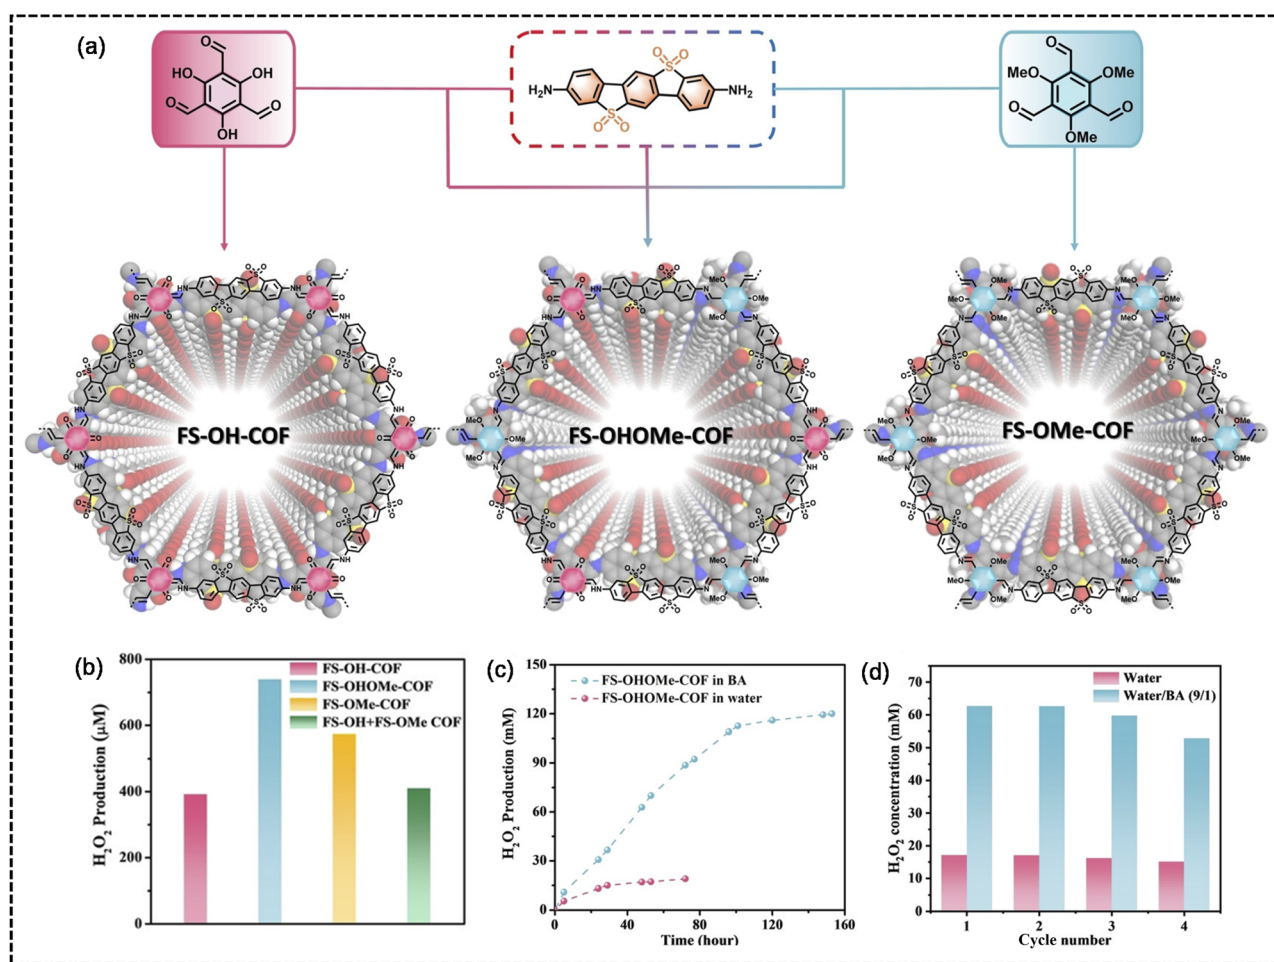 (a)
O
O
O
HO
OH
OH
H₂N
O
O
S
S
O
O
NH₂
O
MeO
OMe
O
O
OMe
FS-OH-COF
FS-OHOMe-COF
FS-OMe-COF
(b)
H₂O₂ Production (μM)
800
600
400
200
0
FS-OH-COF
FS-OHOMe-COF
FS-OMe-COF
FS-OH+FS-OMe COF
(c)
H₂O₂ Production (mM)
150
120
90
60
30
0
FS-OHOMe-COF in BA
FS-OHOMe-COF in water
0 40 80 120 160
Time (hour)
(d)
H₂O₂ concentration (mM)
70
60
50
40
30
20
10
0
Water
Water/BA (9/1)
1 2 3 4
Cycle number